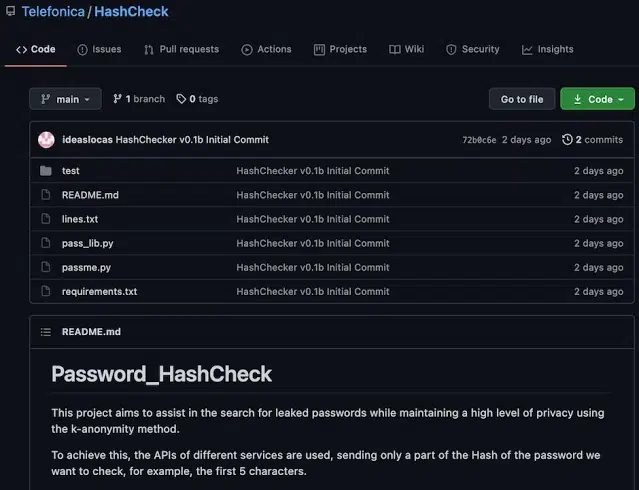 Telefonica / HashCheck
Code Issues Pull requests Actions Projects Wiki Security Insights
main 1 branch 0 tags Go to file Code
ideaslocas HashChecker v0.1b Initial Commit 72b0c6e 2 days ago 2 commits
test HashChecker v0.1b Initial Commit 2 days ago
README.md HashChecker v0.1b Initial Commit 2 days ago
lines.txt HashChecker v0.1b Initial Commit 2 days ago
pass_lib.py HashChecker v0.1b Initial Commit 2 days ago
passme.py HashChecker v0.1b Initial Commit 2 days ago
requirements.txt HashChecker v0.1b Initial Commit 2 days ago
README.md
Password_HashCheck
This project aims to assist in the search for leaked passwords while maintaining a high level of privacy using
the k-anonymity method.
To achieve this, the APIs of different services are used, sending only a part of the Hash of the password we
want to check, for example, the first 5 characters.